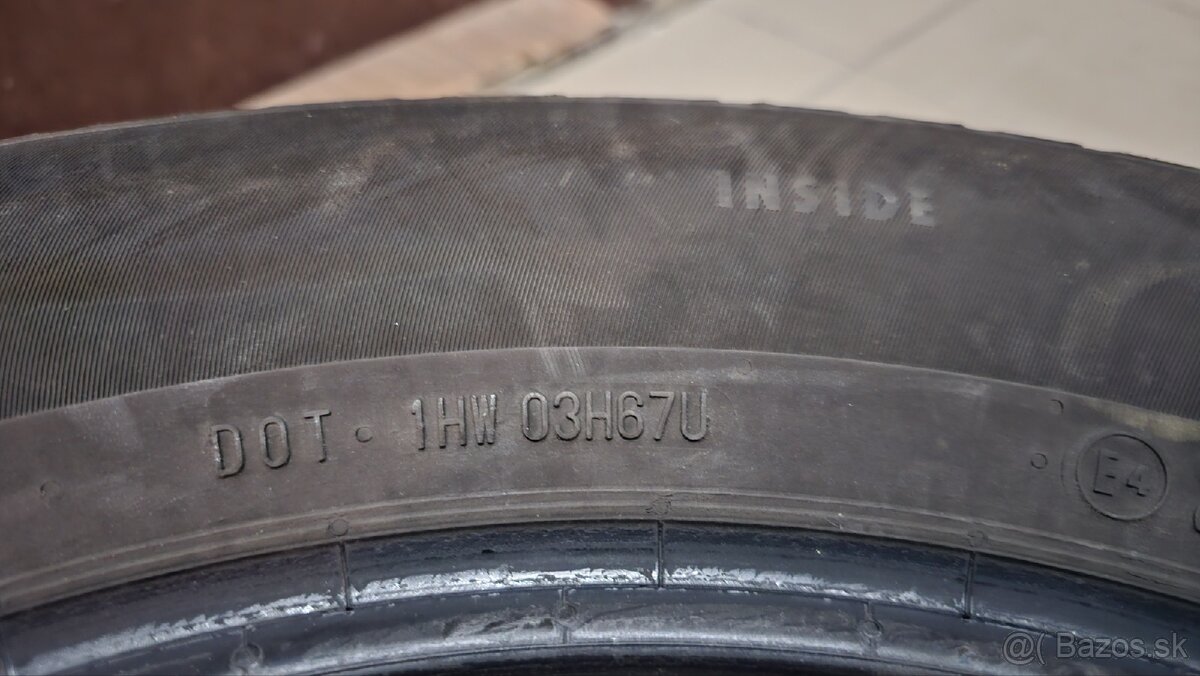 INSIDE
DOT 1HW 03H67U
E4
@( Bazos.sk